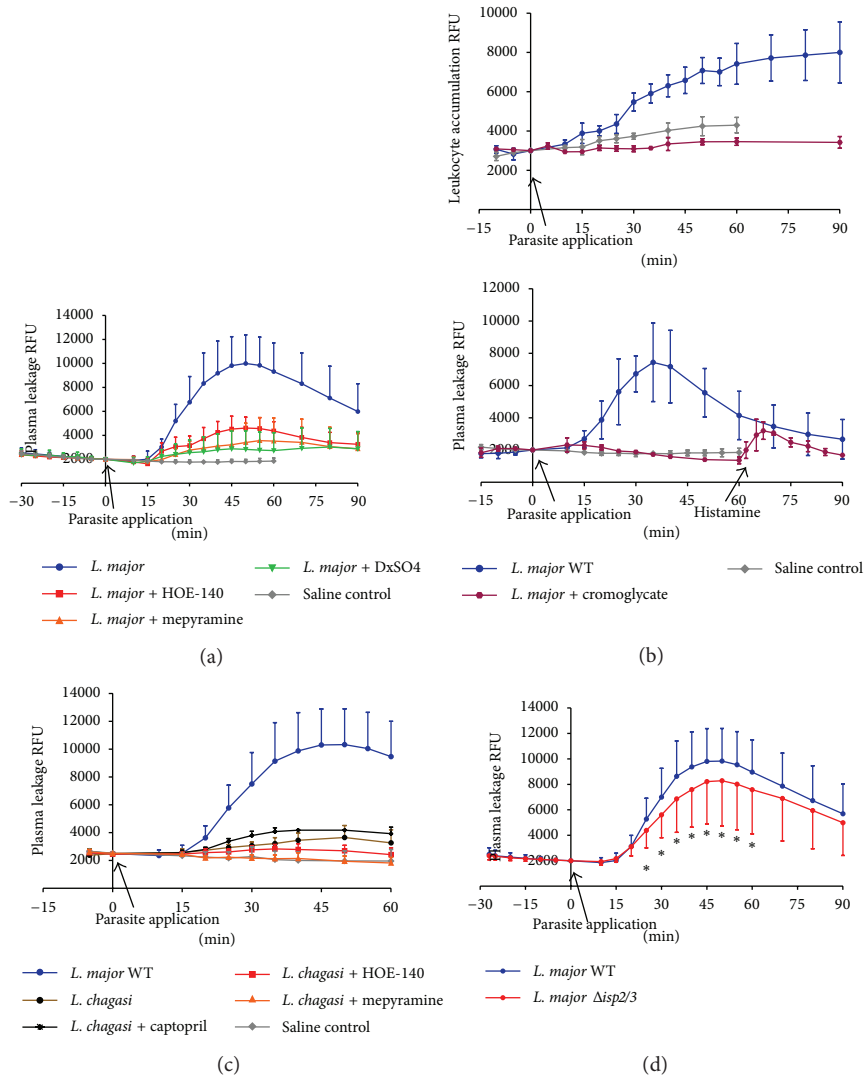 Leukocyte accumulation RFU
10000
8000
6000
4000
2000
−15 0 15 30 45 60 75 90
Parasite application
(min)
Plasma leakage RFU
14000
12000
10000
8000
6000
4000
2000
−30 −15 0 15 30 45 60 75 90
Parasite application
(min)
L. major
L. major + HOE-140
L. major + mepyramine
L. major + DxSO4
Saline control
(a)
Plasma leakage RFU
12000
10000
8000
6000
4000
2000
−15 0 15 30 45 60 75 90
Parasite application
Histamine
(min)
L. major WT
L. major + cromoglycate
Saline control
(b)
Plasma leakage RFU
14000
12000
10000
8000
6000
4000
2000
−15 0 15 30 45 60
Parasite application
(min)
L. major WT
L. chagasi
L. chagasi + captopril
L. chagasi + HOE-140
L. chagasi + mepyramine
Saline control
(c)
Plasma leakage RFU
14000
12000
10000
8000
6000
4000
2000
−30 −15 0 15 30 45 60 75 90
* * * * * * * *
Parasite application
(min)
L. major WT
L. major Δisp2/3
(d)